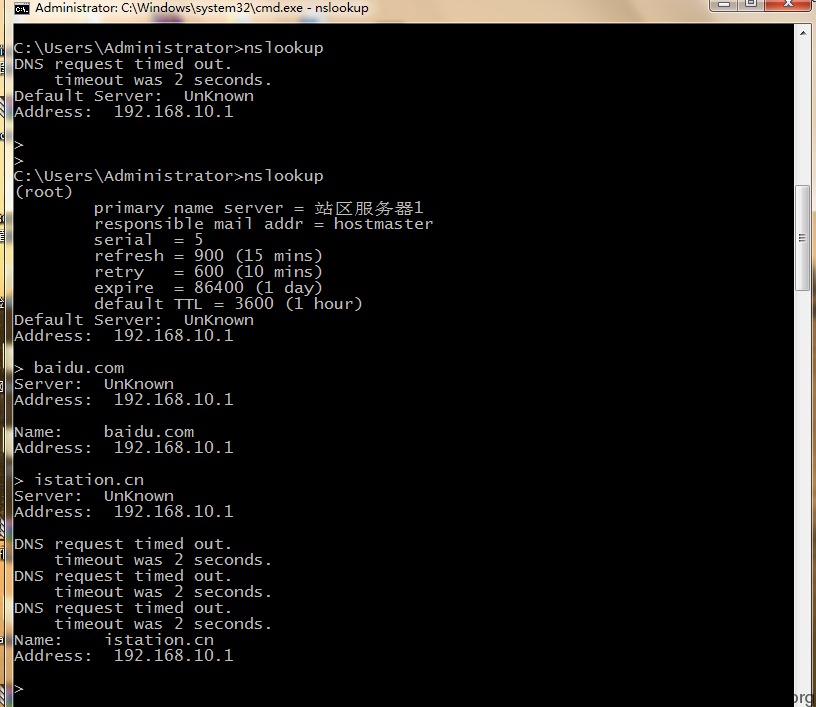 Administrator: C:\Windows\system32\cmd.exe - nslookup
C:\Users\Administrator>nslookup
DNS request timed out.
    timeout was 2 seconds.
Default Server:  UnKnown
Address:  192.168.10.1
>
>
C:\Users\Administrator>nslookup
(root)
        primary name server = 站区服务器1
        responsible mail addr = hostmaster
        serial  = 5
        refresh = 900 (15 mins)
        retry   = 600 (10 mins)
        expire  = 86400 (1 day)
        default TTL = 3600 (1 hour)
Default Server:  UnKnown
Address:  192.168.10.1
> baidu.com
Server:  UnKnown
Address:  192.168.10.1
Name:    baidu.com
Address:  192.168.10.1
> istation.cn
Server:  UnKnown
Address:  192.168.10.1
DNS request timed out.
    timeout was 2 seconds.
DNS request timed out.
    timeout was 2 seconds.
DNS request timed out.
    timeout was 2 seconds.
Name:    istation.cn
Address:  192.168.10.1
>
org